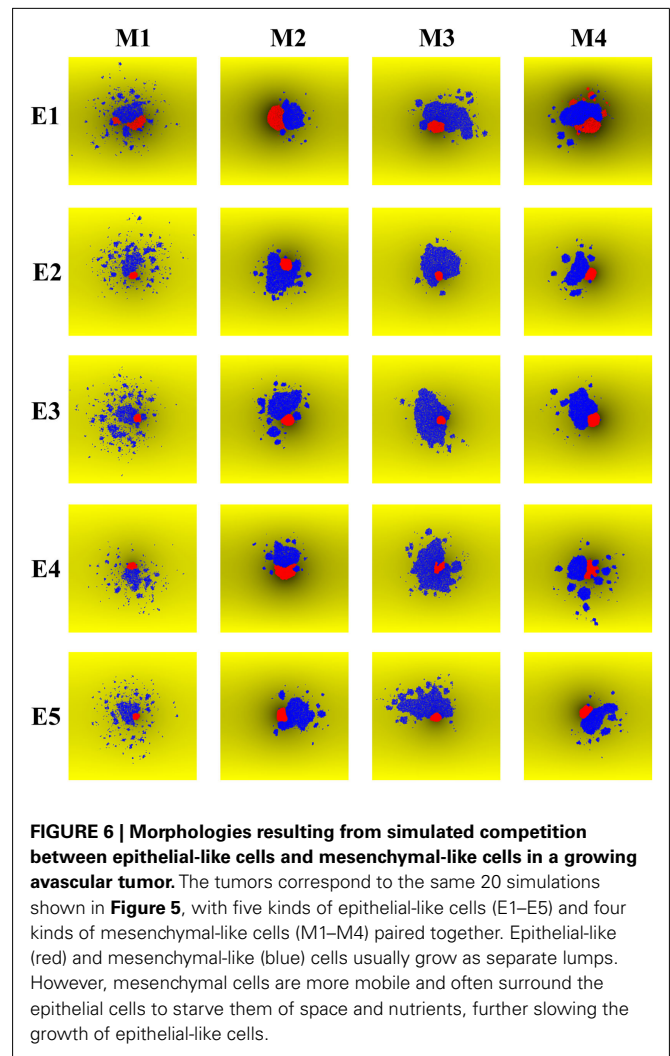 M1 M2 M3 M4
E1
E2
E3
E4
E5
FIGURE 6 | Morphologies resulting from simulated competition
between epithelial-like cells and mesenchymal-like cells in a growing
avascular tumor. The tumors correspond to the same 20 simulations
shown in Figure 5, with five kinds of epithelial-like cells (E1–E5) and four
kinds of mesenchymal-like cells (M1–M4) paired together. Epithelial-like
(red) and mesenchymal-like (blue) cells usually grow as separate lumps.
However, mesenchymal cells are more mobile and often surround the
epithelial cells to starve them of space and nutrients, further slowing the
growth of epithelial-like cells.